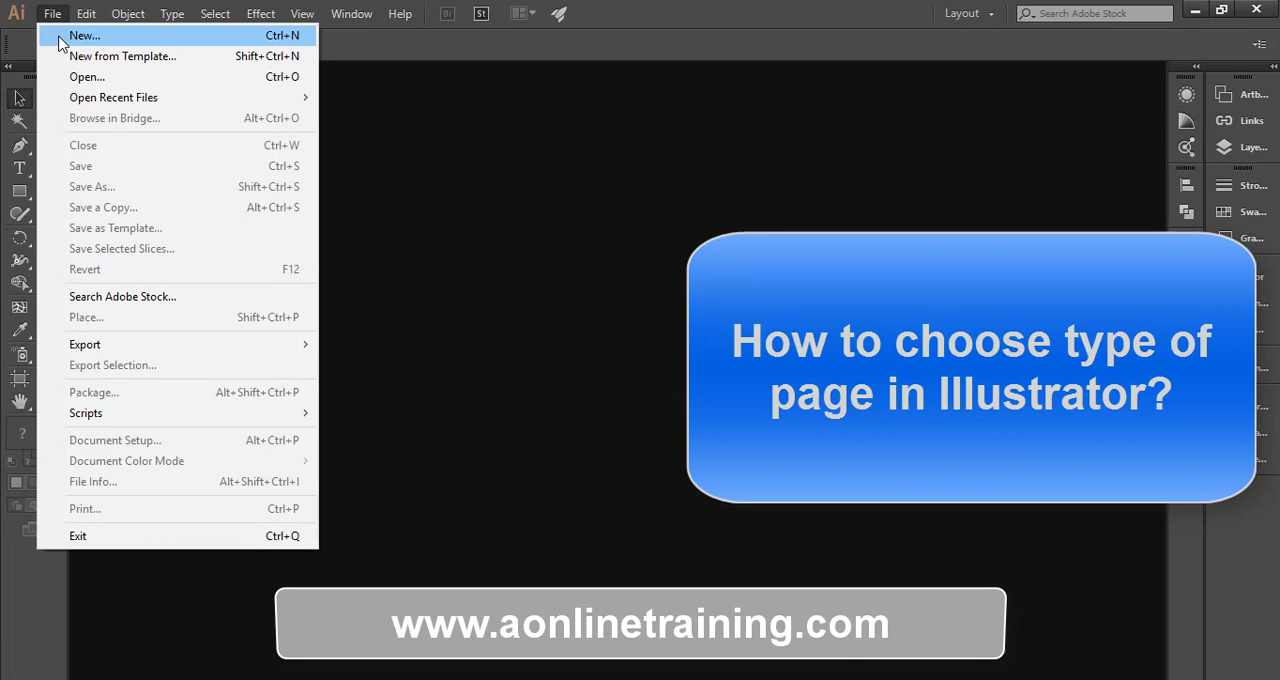 Ai File Edit Object Type Select Effect View Window Help Br St Layout Search Adobe Stock
New... Ctrl+N
New from Template... Shift+Ctrl+N
Open... Ctrl+O
Open Recent Files
Browse in Bridge... Alt+Ctrl+O
Close Ctrl+W
Save Ctrl+S
Save As... Shift+Ctrl+S
Save a Copy... Alt+Ctrl+S
Save as Template...
Save Selected Slices...
Revert F12
Search Adobe Stock...
Place... Shift+Ctrl+P
Export
Export Selection...
Package... Alt+Shift+Ctrl+P
Scripts
Document Setup... Alt+Ctrl+P
Document Color Mode
File Info... Alt+Shift+Ctrl+I
Print... Ctrl+P
Exit Ctrl+Q
Artb...
Links
Laye...
Stro...
Swa...
Gra...
How to choose type of
page in Illustrator?
www.aonlinetraining.com